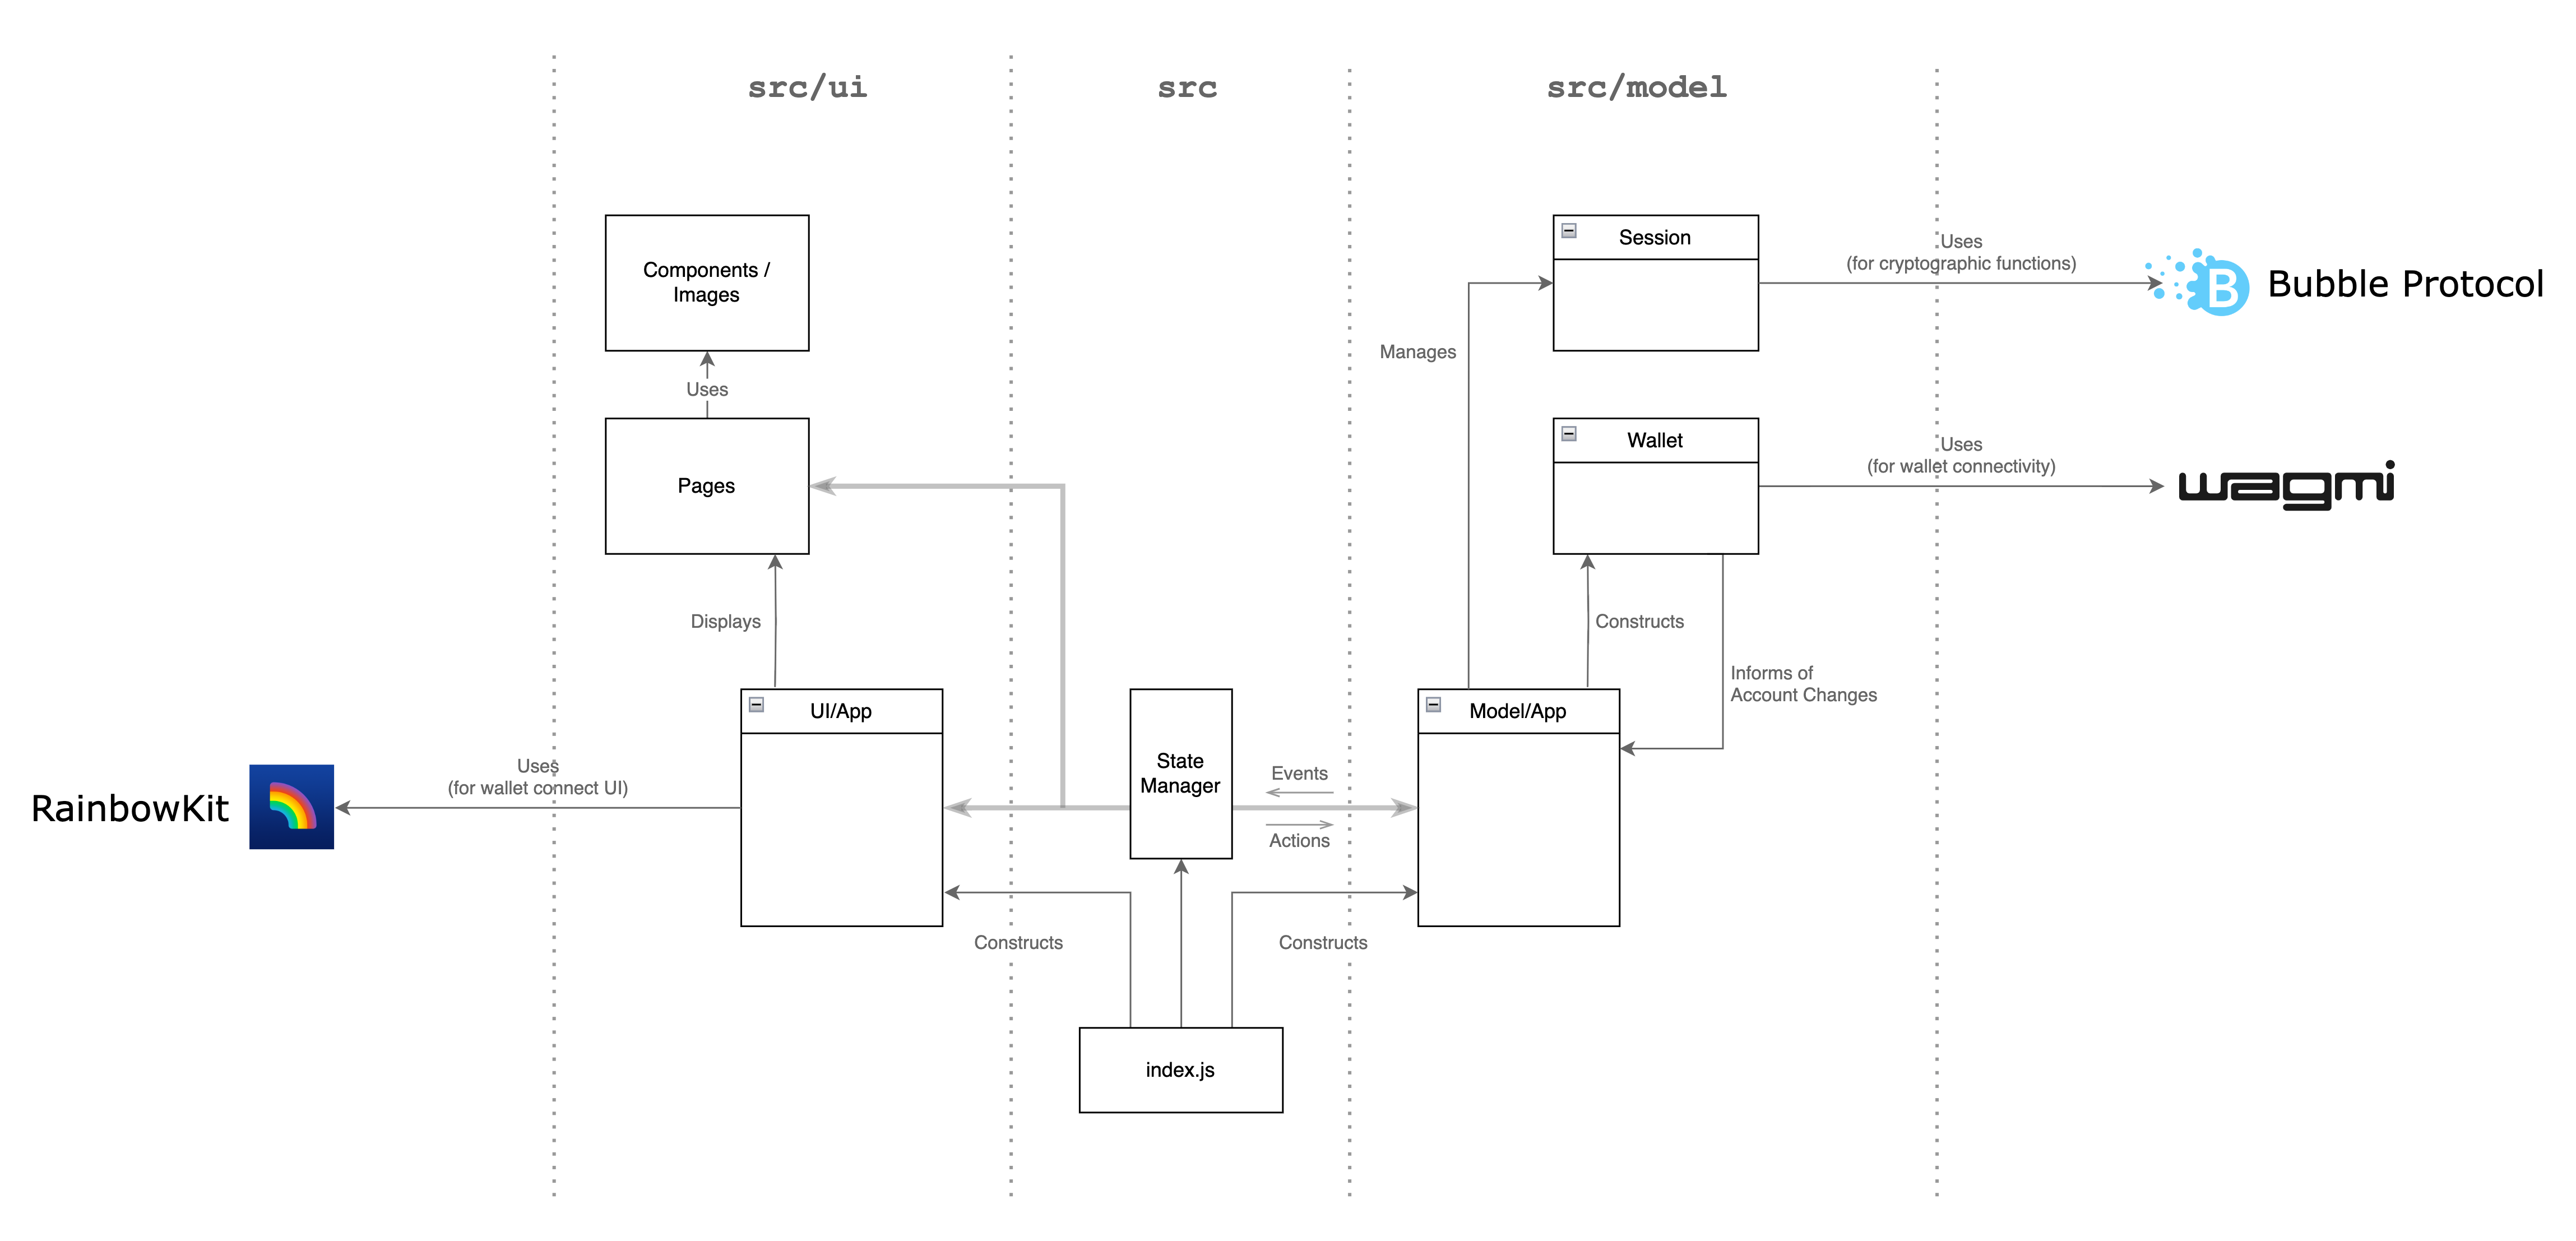 src/ui
src
src/model
Components /
Images
Uses
Pages
Displays
UI/App
Uses
(for wallet connect UI)
RainbowKit
State
Manager
Events
Actions
Constructs
Constructs
index.js
Session
Uses
(for cryptographic functions)
B
Bubble Protocol
Manages
Wallet
Uses
(for wallet connectivity)
wagmi
Constructs
Informs of
Account Changes
Model/App